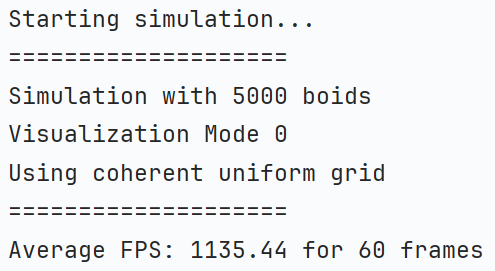 Starting simulation...
====================
Simulation with 5000 boids
Visualization Mode 0
Using coherent uniform grid
====================
Average FPS: 1135.44 for 60 frames